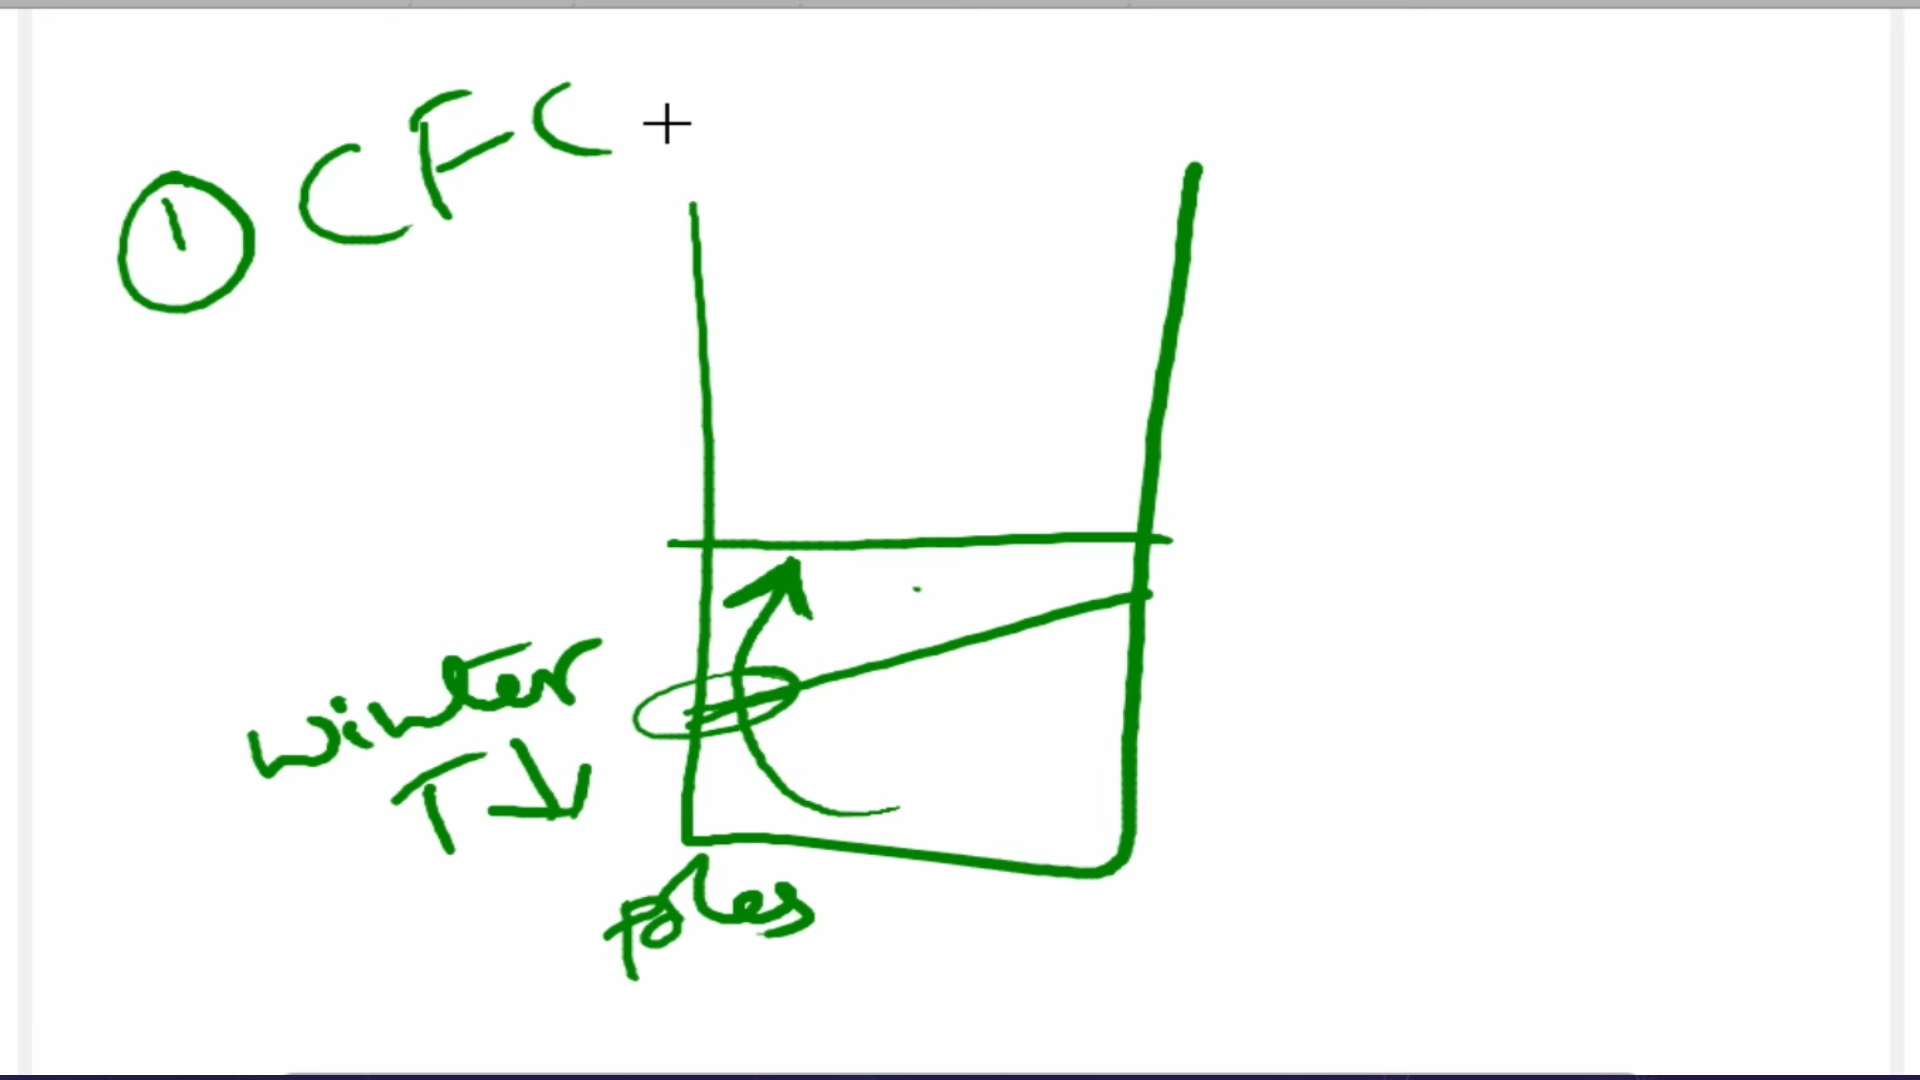 ① CFC
winter
T↓
poles